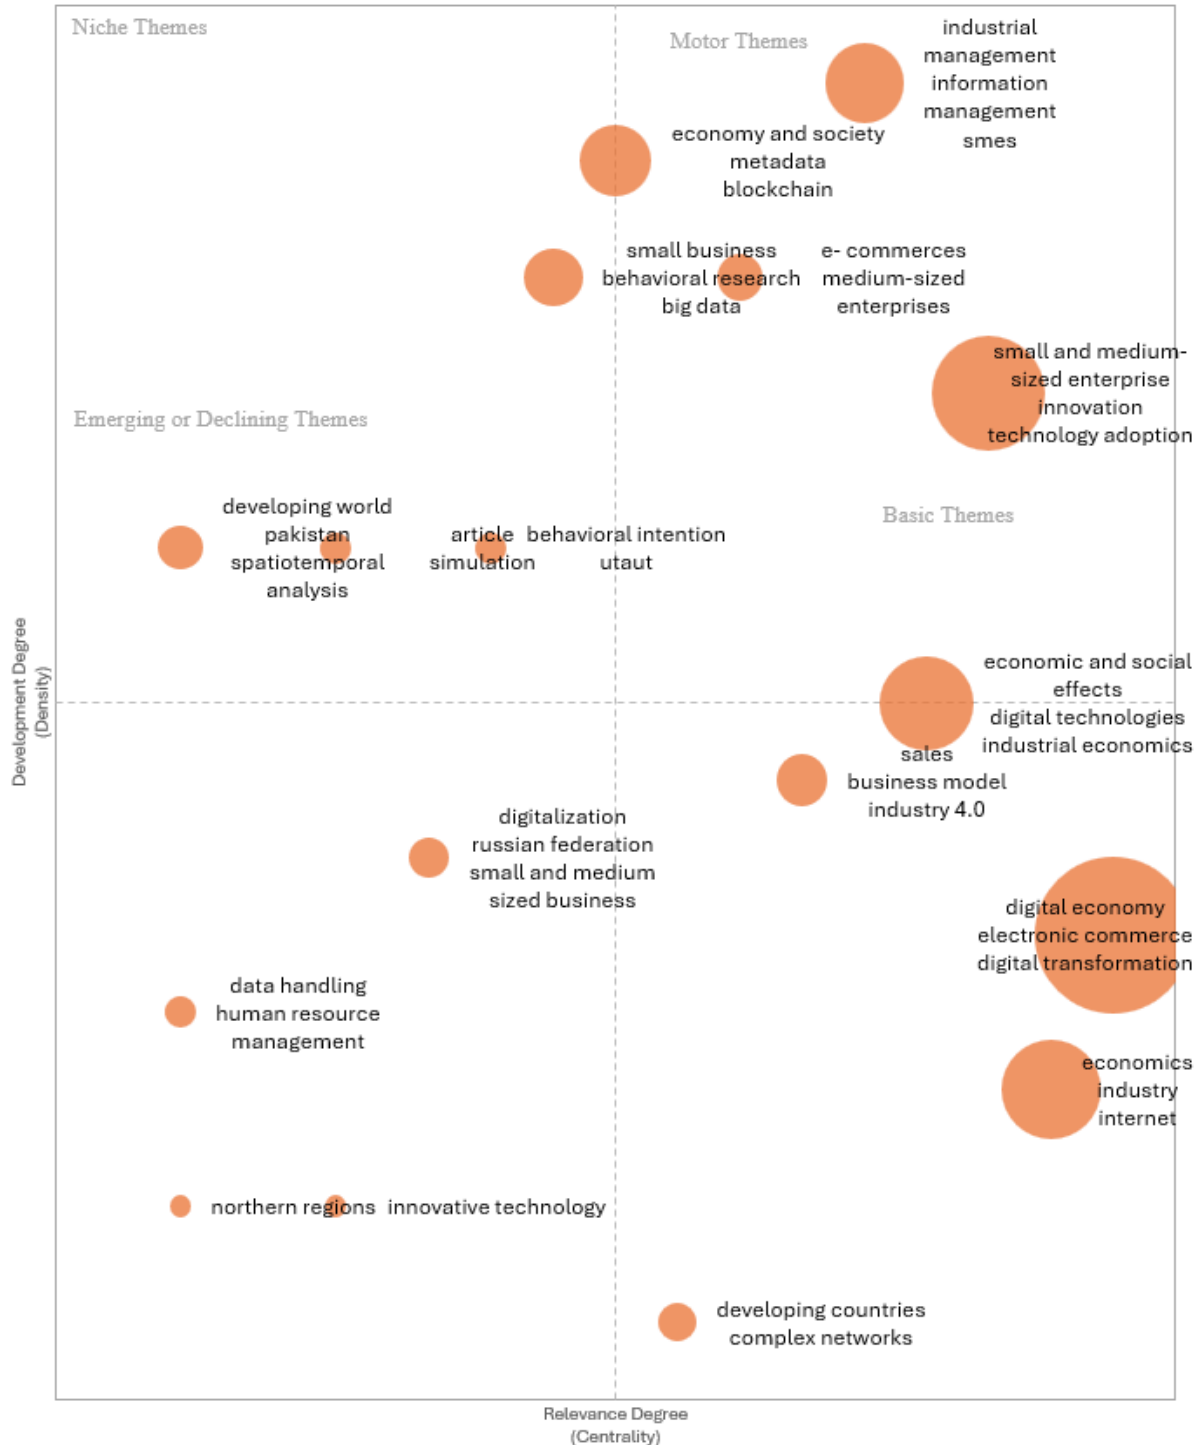 Niche Themes
Motor Themes
industrial
management
information
management
smes
economy and society
metadata
blockchain
small business
behavioral research
big data
e- commerces
medium-sized
enterprises
small and medium-
sized enterprise
innovation
technology adoption
Emerging or Declining Themes
Basic Themes
developing world
pakistan
spatiotemporal
analysis
article
simulation
behavioral intention
utaut
economic and social
effects
digital technologies
industrial economics
sales
business model
industry 4.0
digitalization
russian federation
small and medium
sized business
digital economy
electronic commerce
digital transformation
data handling
human resource
management
economics
industry
internet
northern regions
innovative technology
developing countries
complex networks
Development Degree
(Density)
Relevance Degree
(Centrality)